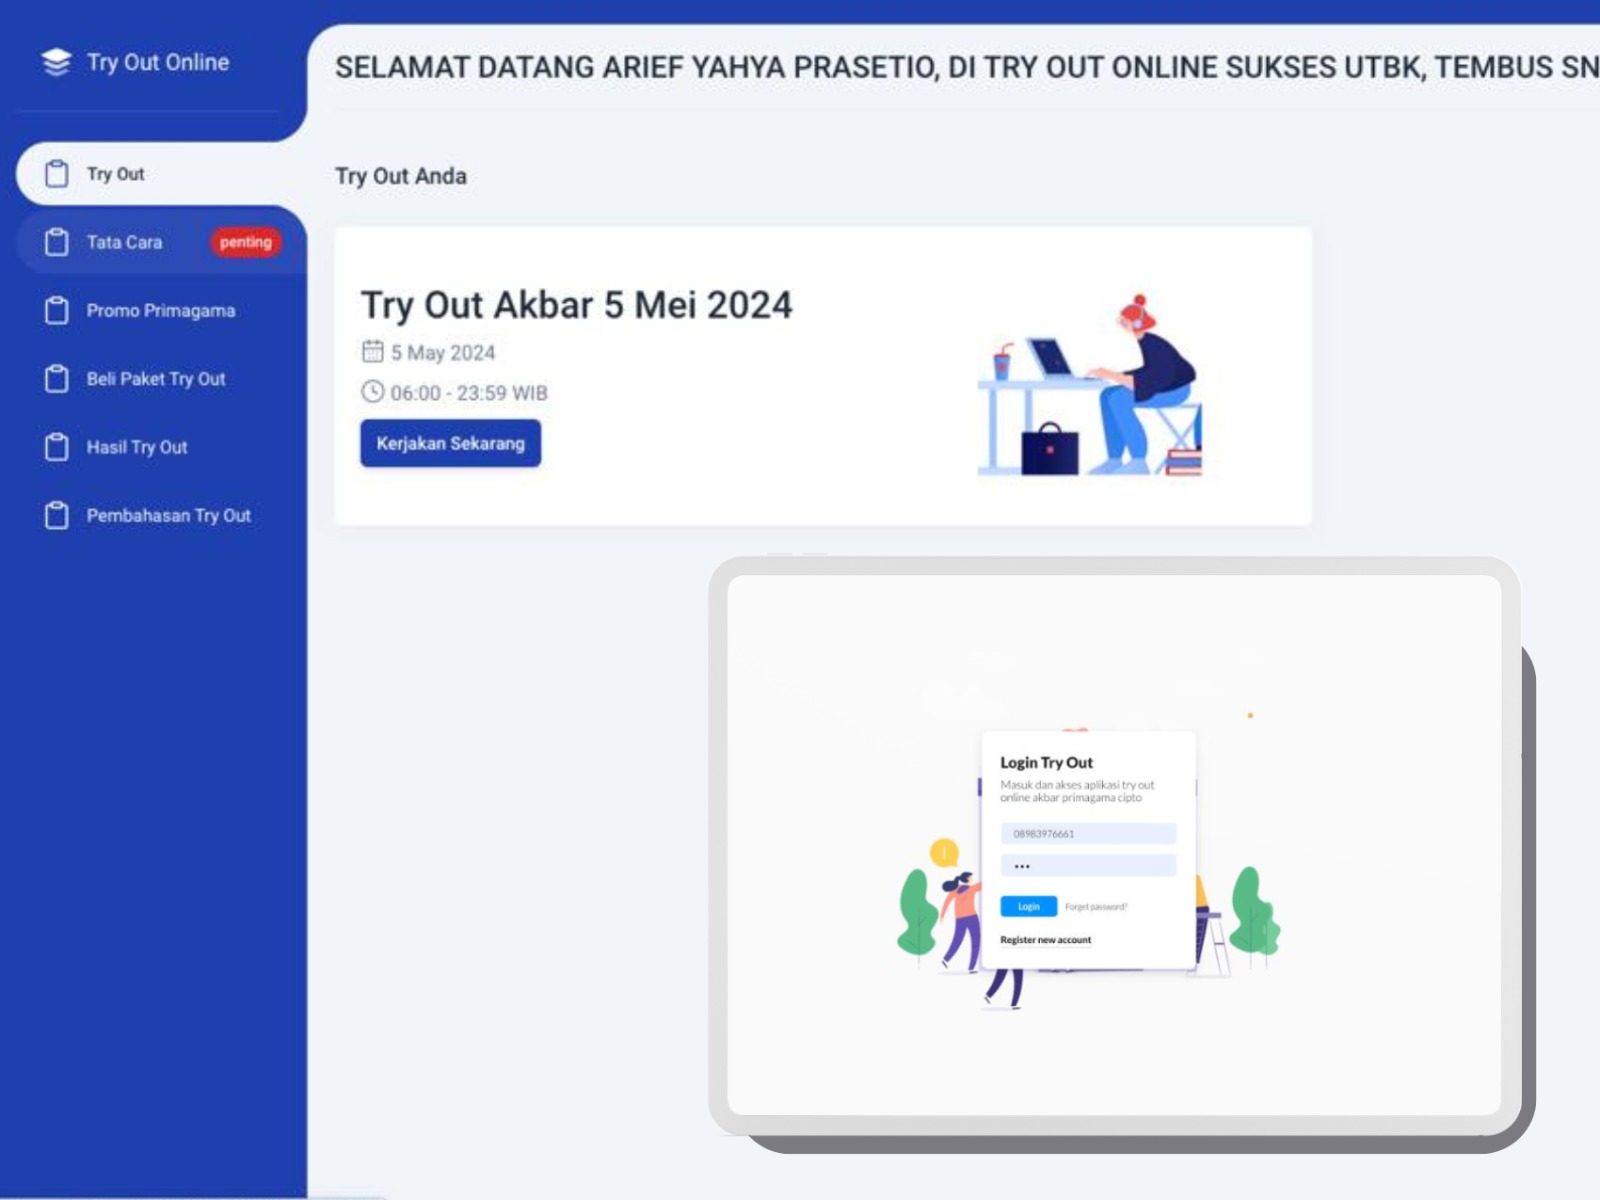 Try Out Online
Try Out
Tata Cara penting
Promo Primagama
Beli Paket Try Out
Hasil Try Out
Pembahasan Try Out
SELAMAT DATANG ARIEF YAHYA PRASETIO, DI TRY OUT ONLINE SUKSES UTBK, TEMBUS SN
Try Out Anda
Try Out Akbar 5 Mei 2024
5 May 2024
06:00 - 23:59 WIB
Kerjakan Sekarang
Login Try Out
Masuk dan akses aplikasi try out
online akbar primagama cipto
08983976661
•••
Login Forget password?
Register new account